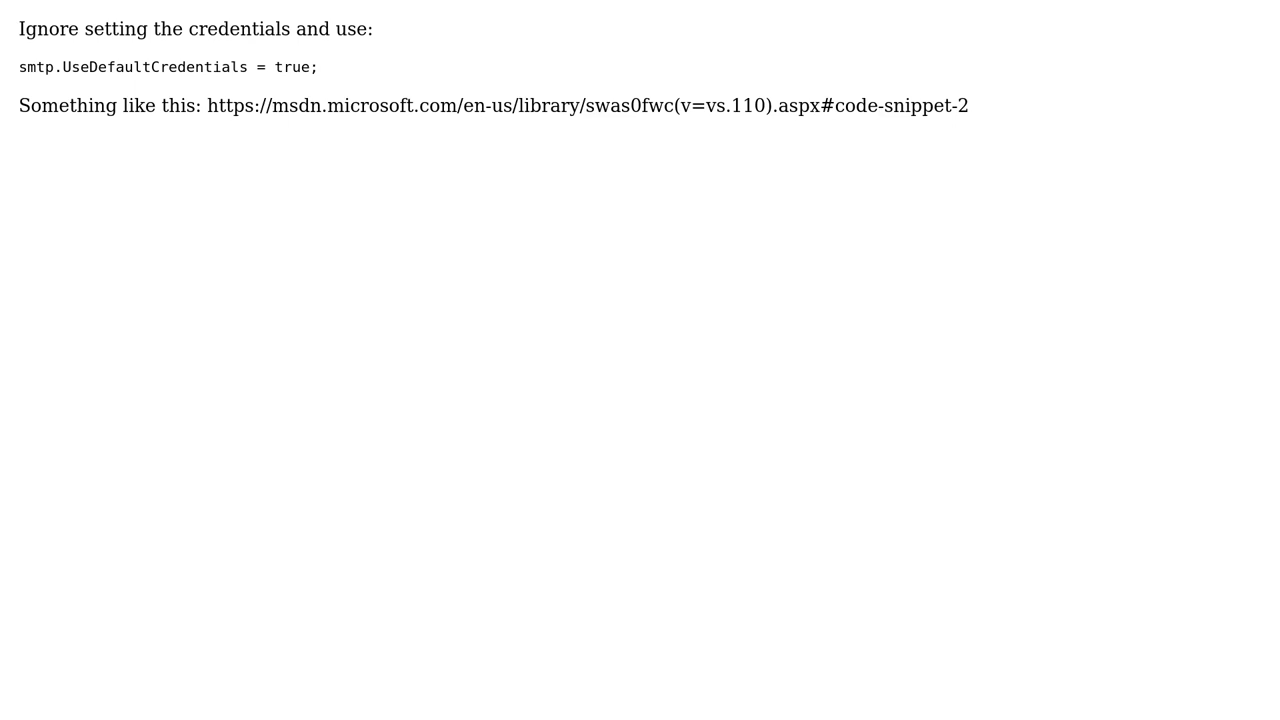 Ignore setting the credentials and use:
smtp.UseDefaultCredentials = true;
Something like this: https://msdn.microsoft.com/en-us/library/swas0fwc(v=vs.110).aspx#code-snippet-2